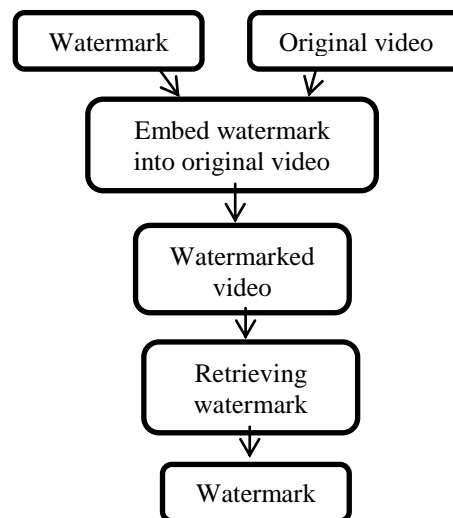 Watermark
Original video
Embed watermark
into original video
Watermarked
video
Retrieving
watermark
Watermark